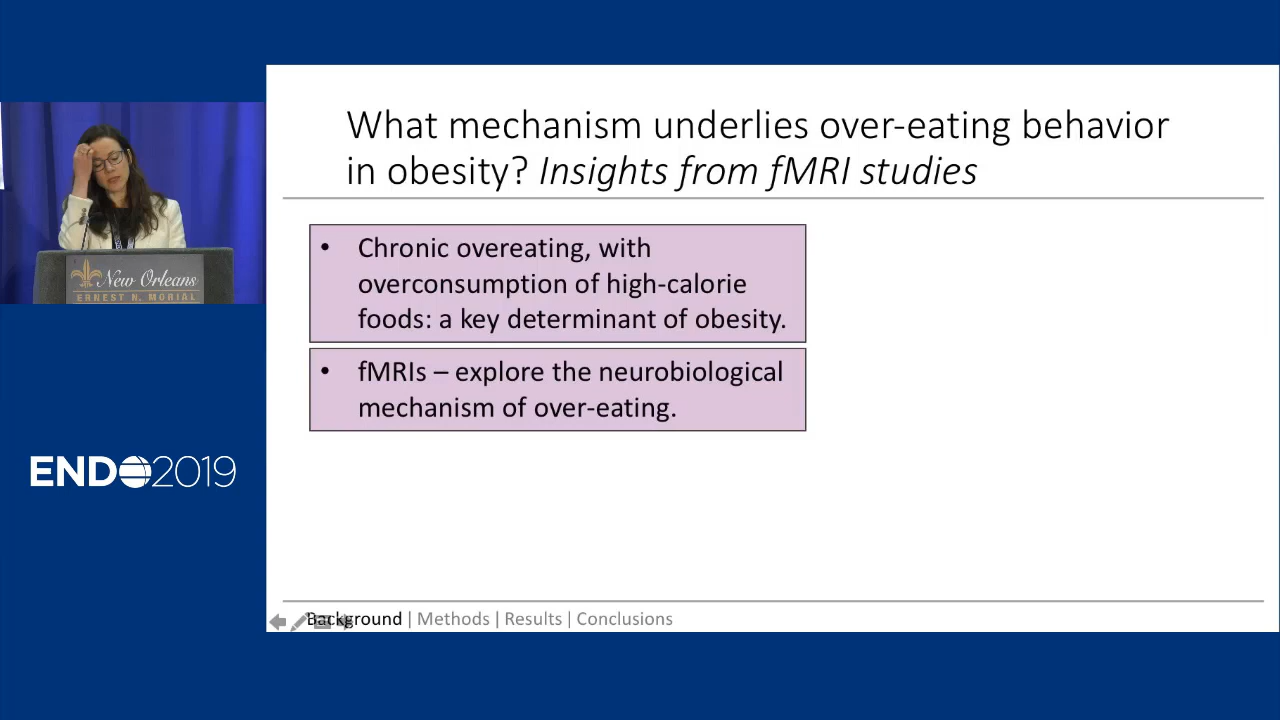 What mechanism underlies over-eating behavior
in obesity? Insights from fMRI studies
• Chronic overeating, with
overconsumption of high-calorie
foods: a key determinant of obesity.
• fMRIs – explore the neurobiological
mechanism of over-eating.
New Orleans
ERNEST N. MORIAL
ENDO2019
Background | Methods | Results | Conclusions